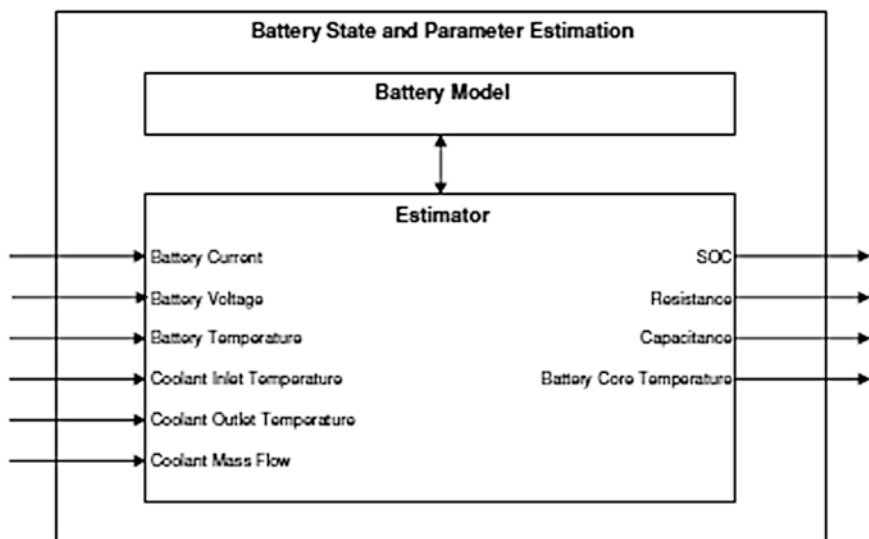 Battery State and Parameter Estimation
Battery Model
Estimator
Battery Current
SOC
Battery Voltage
Resistance
Battery Temperature
Capacitance
Coolant Inlet Temperature
Battery Core Temperature
Coolant Outlet Temperature
Coolant Mass Flow